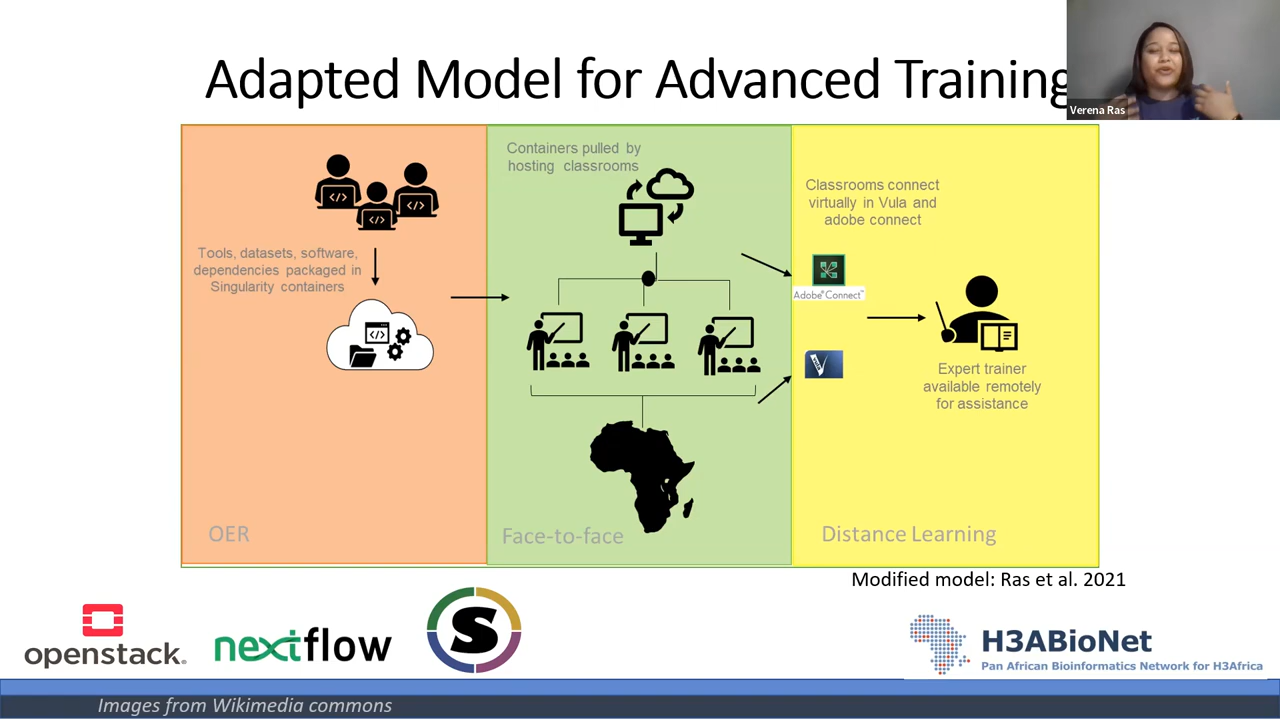 Adapted Model for Advanced Training
Verena Ras
Tools, datasets, software,
dependencies packaged in
Singularity containers
OER
Containers pulled by
hosting classrooms
Face-to-face
Classrooms connect
virtually in Vula and
adobe connect
Adobe® Connect™
Expert trainer
available remotely
for assistance
Distance Learning
Modified model: Ras et al. 2021
openstack.
nextflow
S
H3ABioNet
Pan African Bioinformatics Network for H3Africa
Images from Wikimedia commons